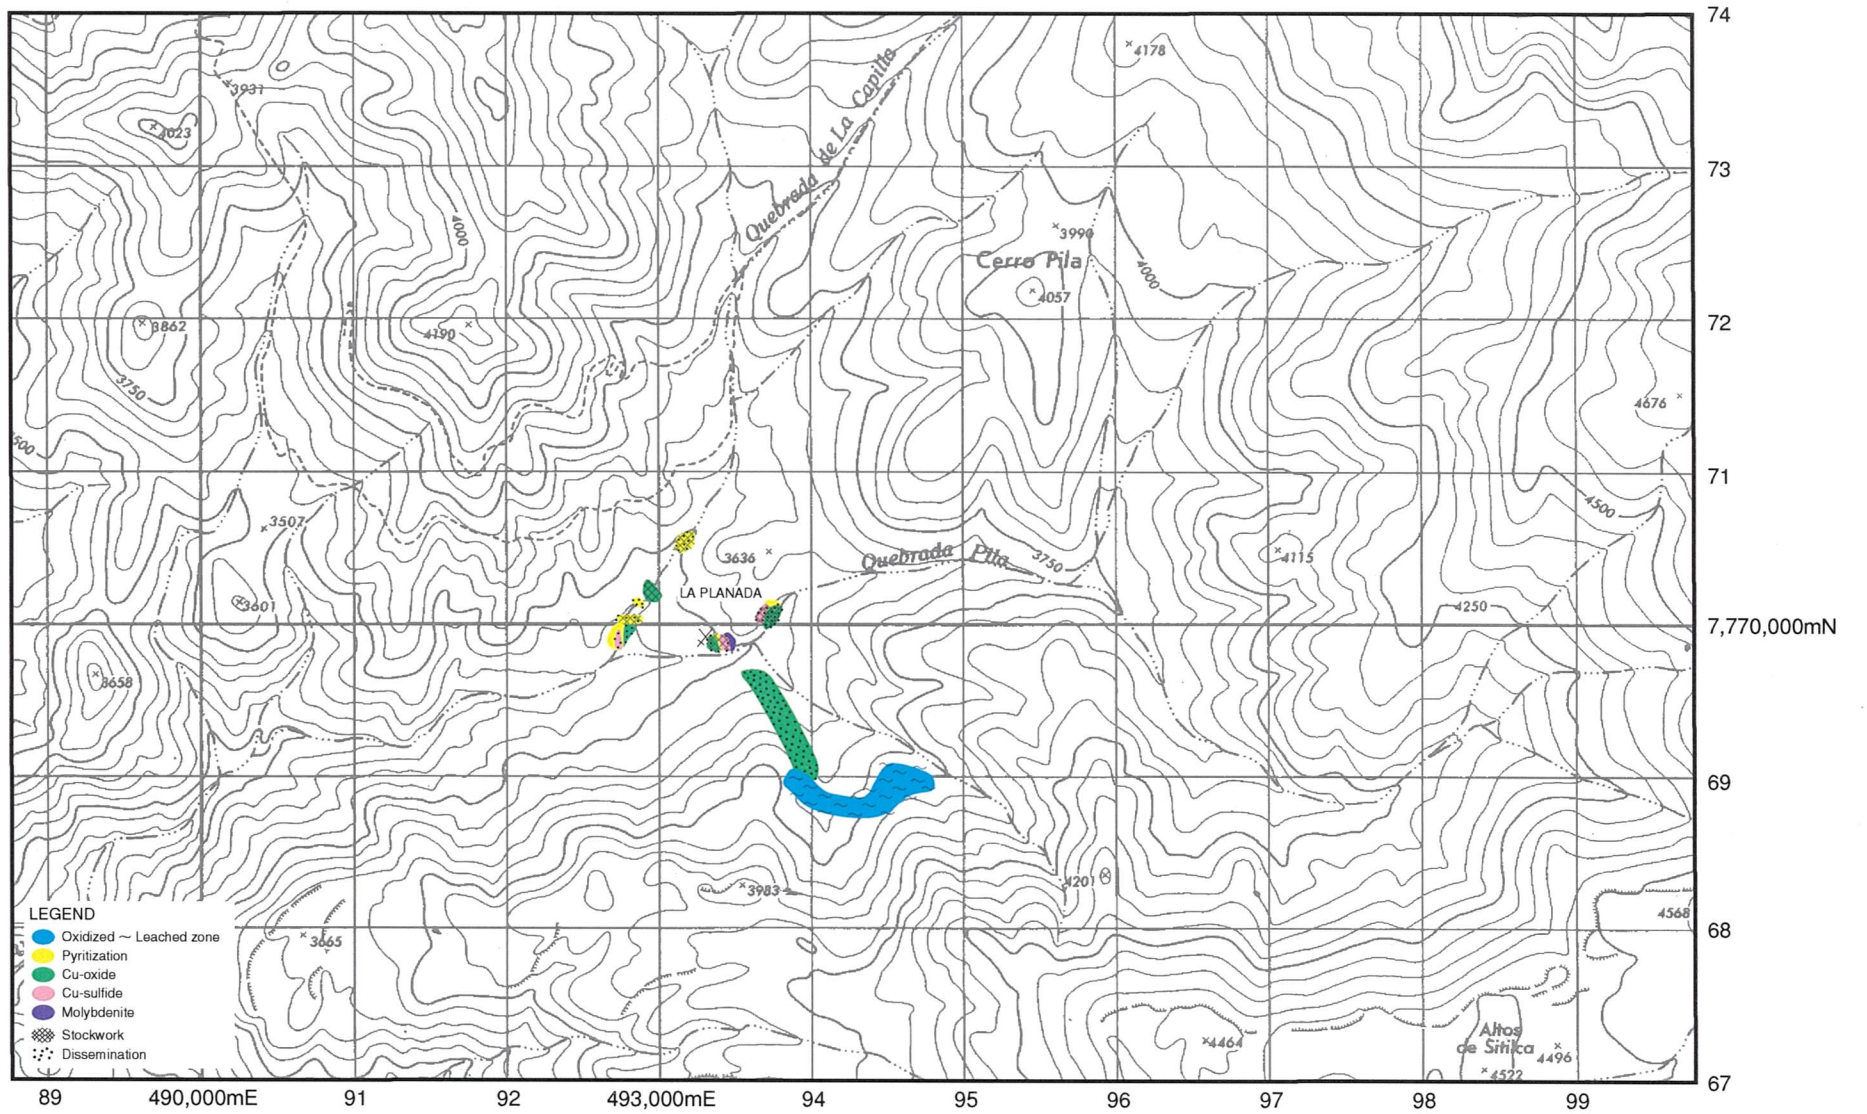 74
4178
Quebrada de La Capilla
3931
4023
73
4000
3990
Cerro Pila
4000
4057
3862
4190
72
3750
4676
500
71
4500
3507
3636
Quebrada Pila
3750
4115
LA PLANADA
3601
4250
7,770,000mN
3658
69
4201
3983
4568
68
LEGEND
Oxidized ~ Leached zone
3665
Pyritization
Cu-oxide
Cu-sulfide
Molybdenite
Stockwork
Dissemination
Altos
de Sitilca
4464
4496
4522
67
89
490,000mE
91
92
493,000mE
94
95
96
97
98
99